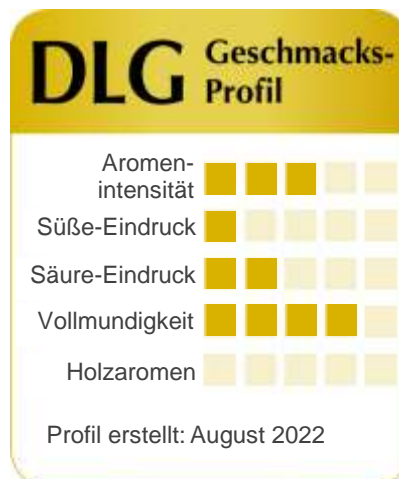 DLG Geschmacks-
Profil
Aromen-
intensität
Süße-Eindruck
Säure-Eindruck
Vollmundigkeit
Holzaromen
Profil erstellt: August 2022